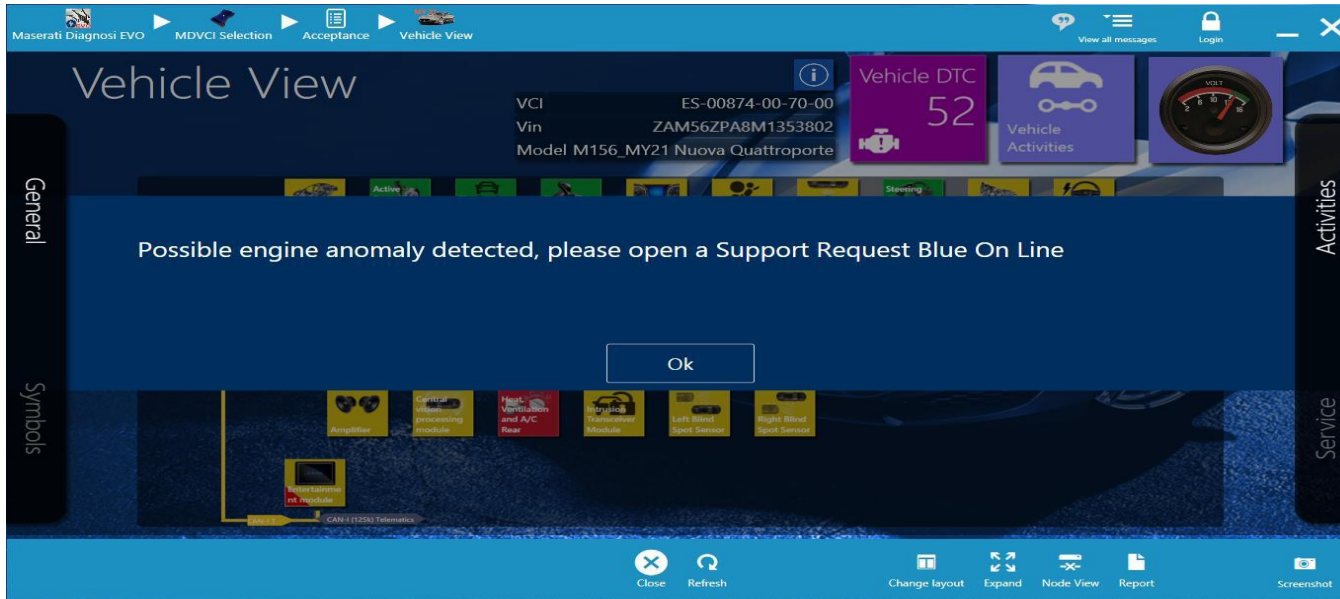 Maserati Diagnosi EVO
MDVCI Selection
Acceptance
Vehicle View
View all messages
Login
Vehicle View
VCI ES-00874-00-70-00
Vin ZAM56ZPA8M1353802
Model M156_MY21 Nuova Quattroporte
Vehicle DTC
52
Vehicle
Activities
VOLT
General
Symbols
Activities
Service
Active
Steering
Possible engine anomaly detected, please open a Support Request Blue On Line
Ok
Amplifier
Central
vision
processing
module
Heat,
Ventilation
and A/C
Rear
Intrusion
Transceiver
Module
Left Blind
Spot Sensor
Right Blind
Spot Sensor
Entertainme
nt module
CAN-I (125k) Telematics
Close
Refresh
Change layout
Expand
Node View
Report
Screenshot